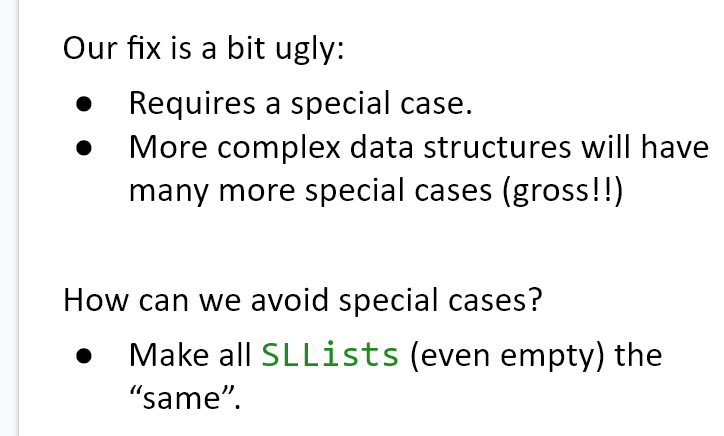 Our fix is a bit ugly:
● Requires a special case.
● More complex data structures will have
many more special cases (gross!!)
How can we avoid special cases?
● Make all SLLists (even empty) the
“same”.